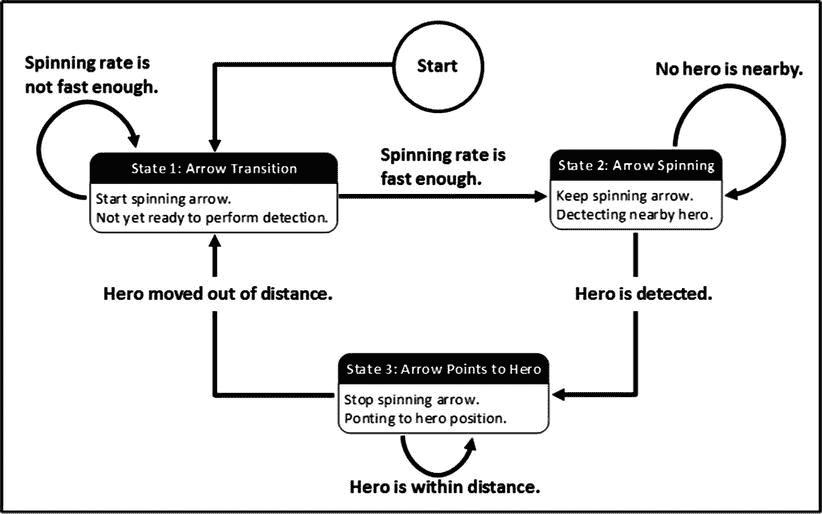 Start
Spinning rate is
not fast enough.
No hero is nearby.
State 1: Arrow Transition
Start spinning arrow.
Not yet ready to perform detection.
Spinning rate is
fast enough.
State 2: Arrow Spinning
Keep spinning arrow.
Dectecting nearby hero.
Hero moved out of distance.
Hero is detected.
State 3: Arrow Points to Hero
Stop spinning arrow.
Ponting to hero position.
Hero is within distance.